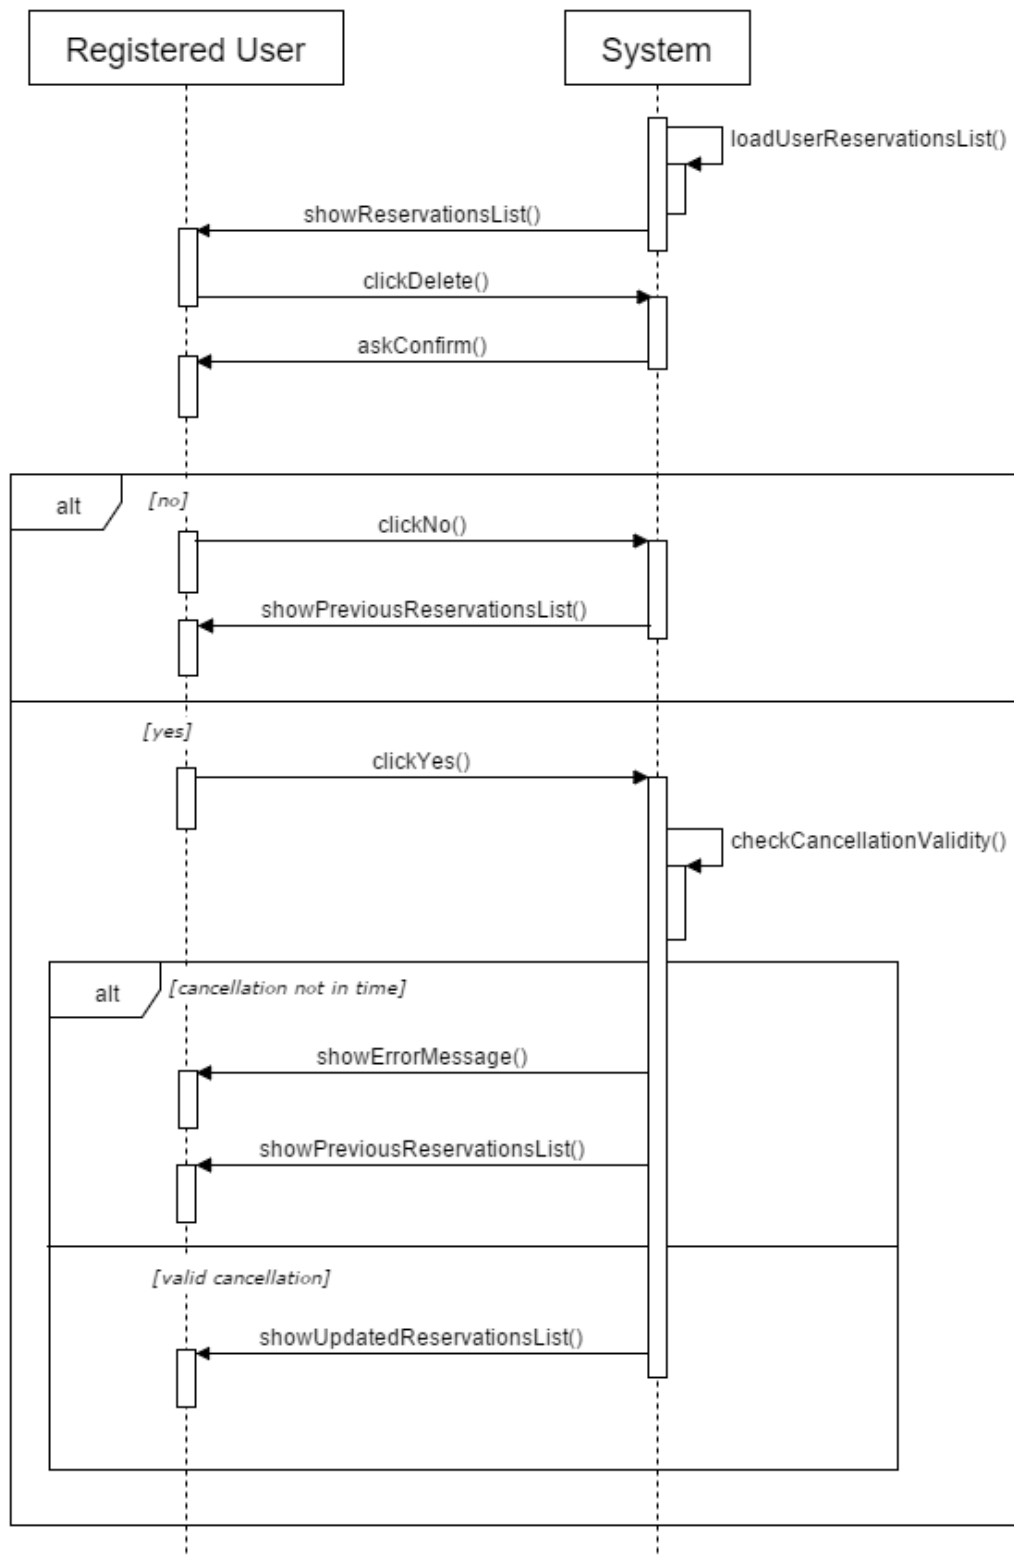 Registered User
System
loadUserReservationsList()
showReservationsList()
clickDelete()
askConfirm()
alt
[no]
clickNo()
showPreviousReservationsList()
[yes]
clickYes()
checkCancellationValidity()
alt
[cancellation not in time]
showErrorMessage()
showPreviousReservationsList()
[valid cancellation]
showUpdatedReservationsList()